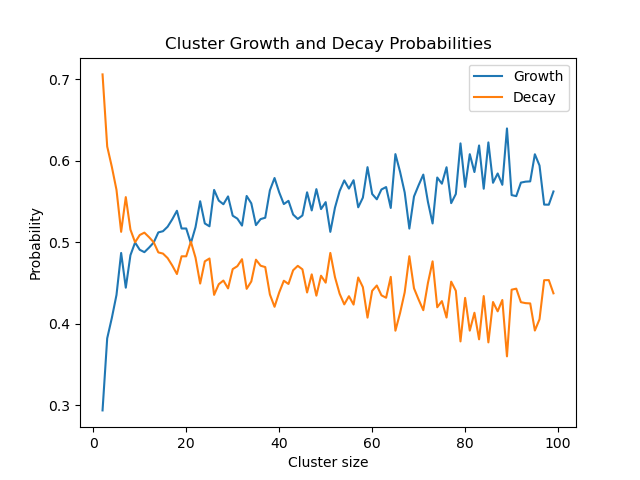 Cluster Growth and Decay Probabilities
Growth
Decay
0.7
0.6
0.5
0.4
0.3
Probability
0
20
40
60
80
100
Cluster size